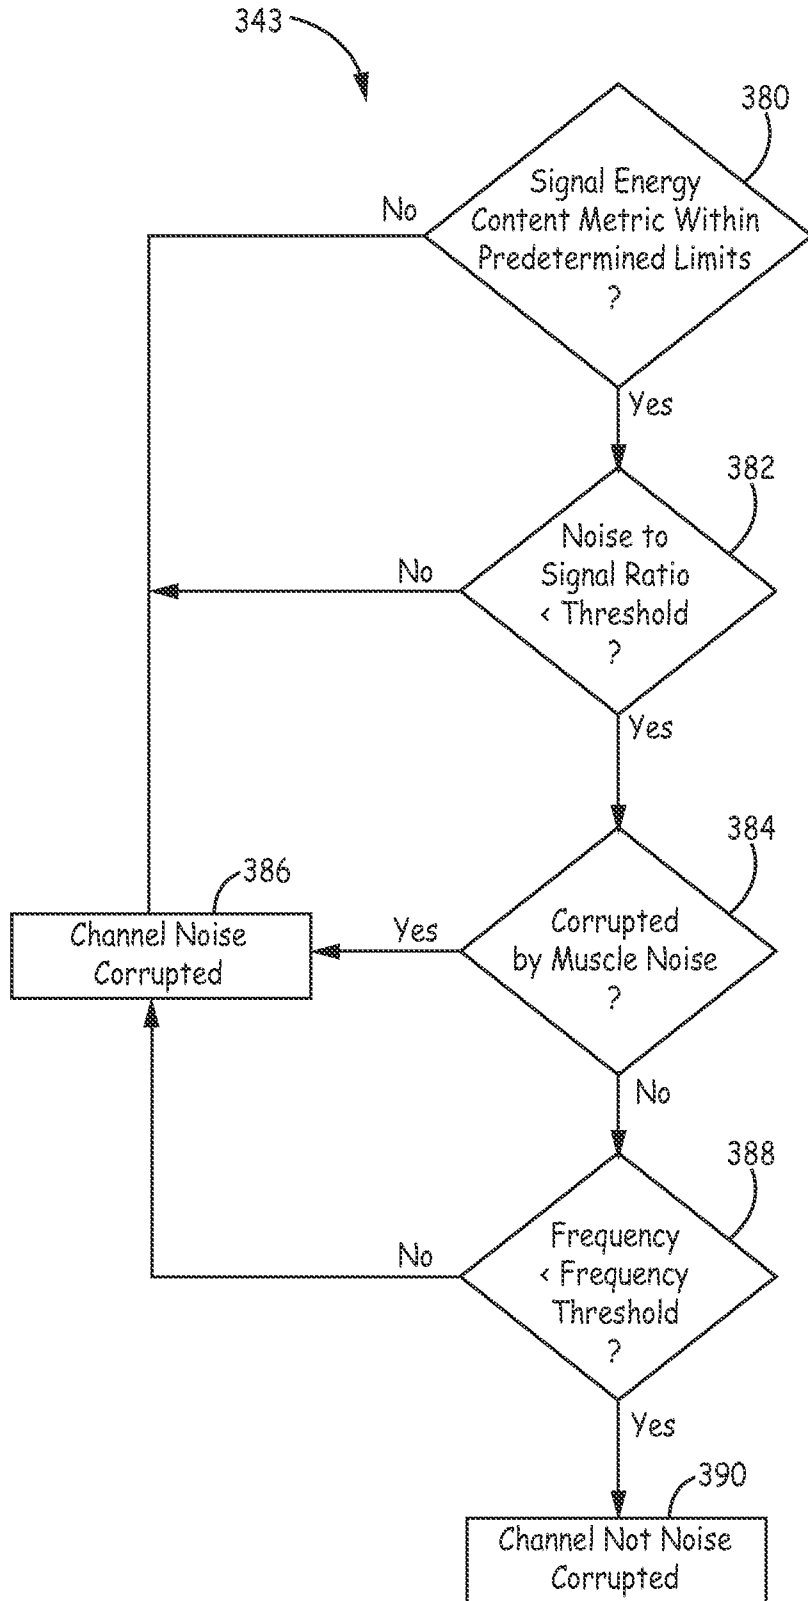 343
380
Signal Energy
Content Metric Within
Predetermined Limits
?
No
Yes
382
Noise to
Signal Ratio
< Threshold
?
No
Yes
384
Corrupted
by Muscle Noise
?
Yes
No
386
Channel Noise
Corrupted
388
Frequency
< Frequency
Threshold
?
No
Yes
390
Channel Not Noise
Corrupted